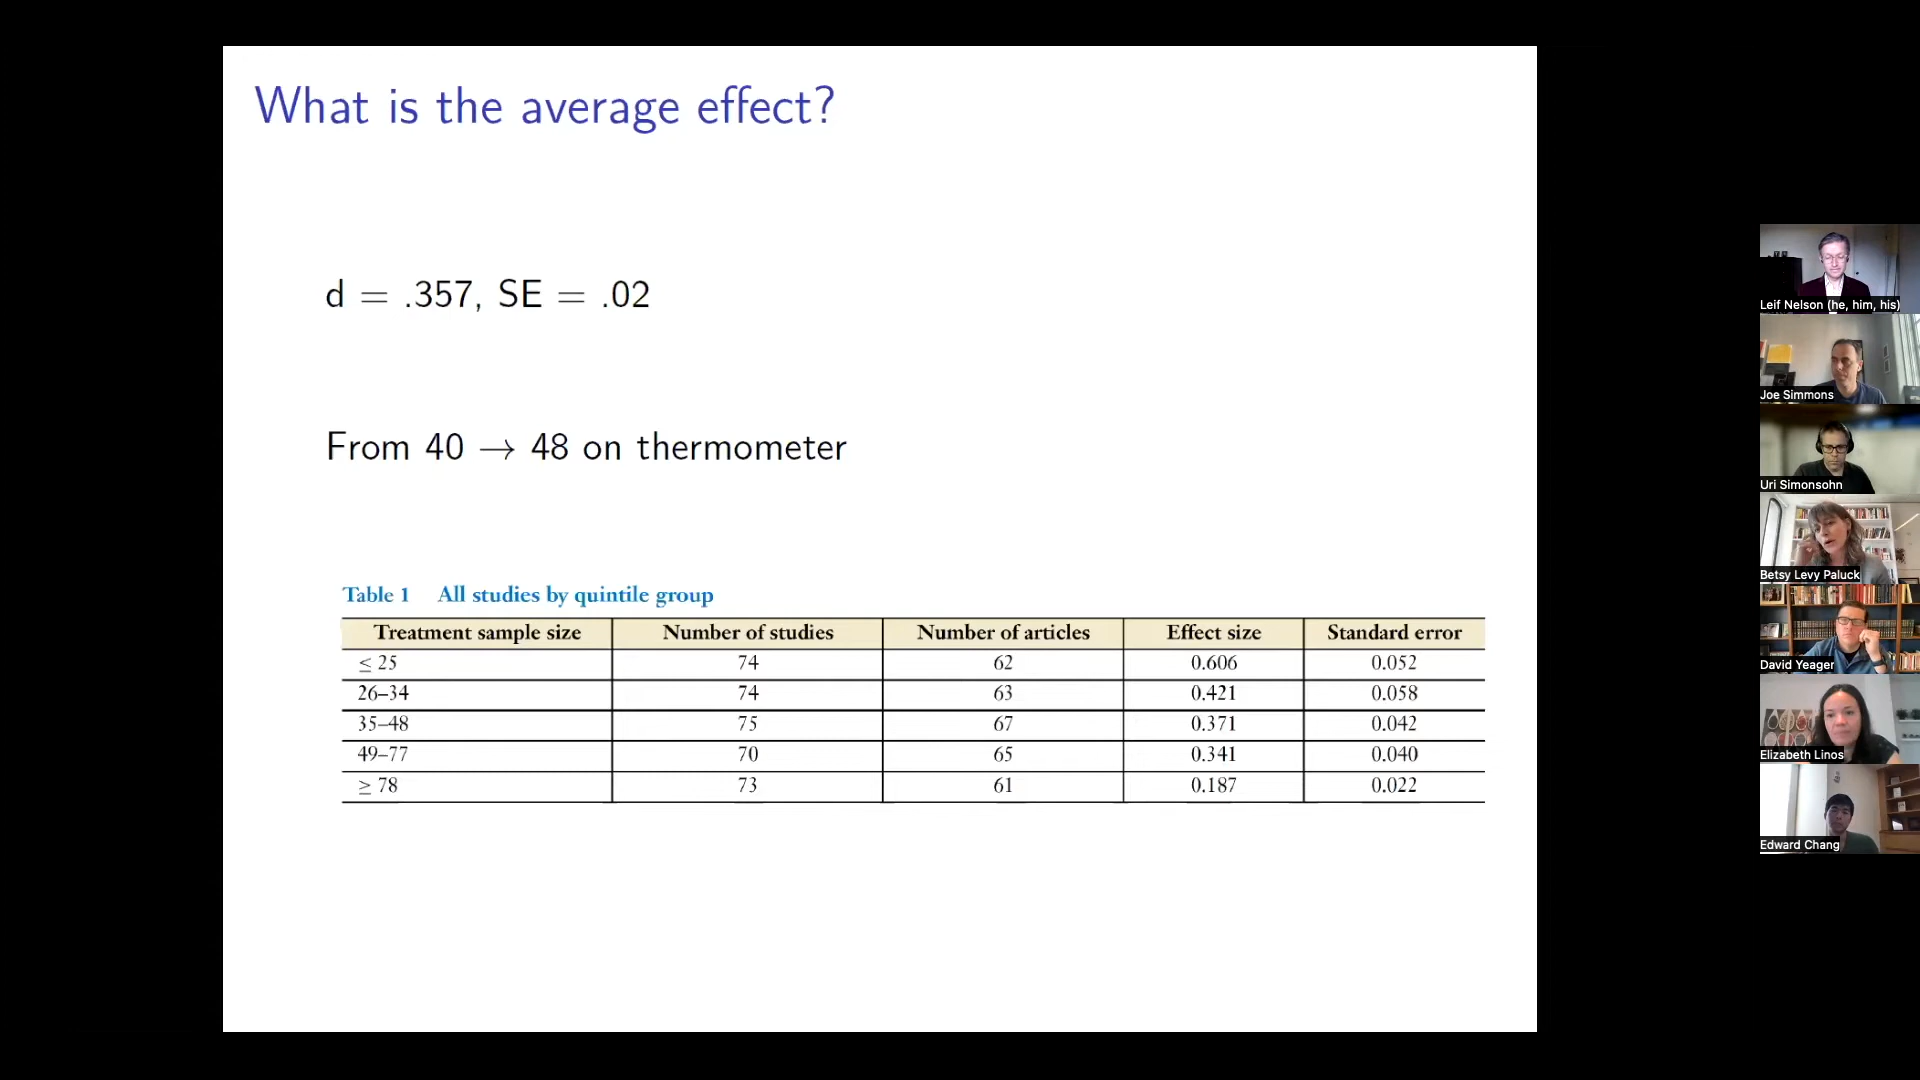 What is the average effect?
d = .357, SE = .02
From 40 → 48 on thermometer
Table 1 All studies by quintile group
Treatment sample size Number of studies Number of articles Effect size Standard error
≤ 25 74 62 0.606 0.052
26–34 74 63 0.421 0.058
35–48 75 67 0.371 0.042
49–77 70 65 0.341 0.040
≥ 78 73 61 0.187 0.022
Leif Nelson (he, him, his)
Joe Simmons
Uri Simonsohn
Betsy Levy Paluck
David Yeager
Elizabeth Linos
Edward Chang